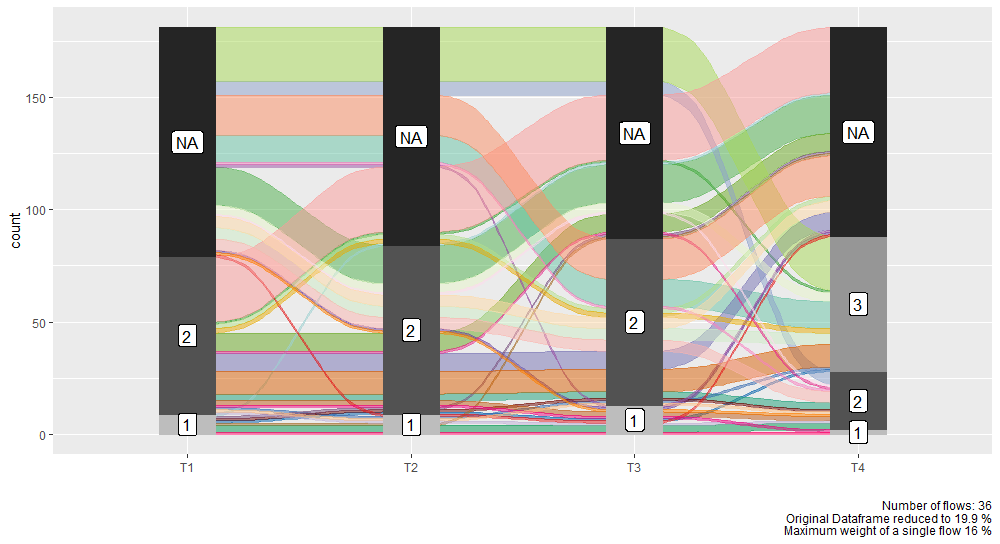 count
150
100
50
0
NA
2
1
NA
2
1
NA
2
1
NA
3
2
1
T1
T2
T3
T4
Number of flows: 36
Original Dataframe reduced to 19.9 %
Maximum weight of a single flow 16 %